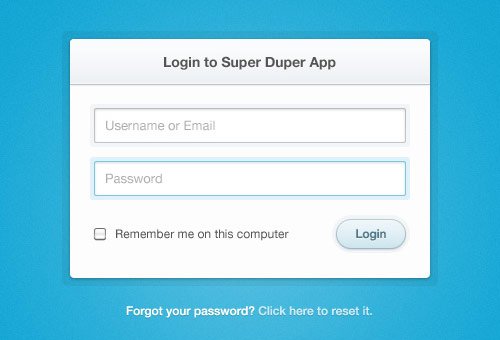 Login to Super Duper App
Username or Email
Password
Remember me on this computer
Login
Forgot your password? Click here to reset it.